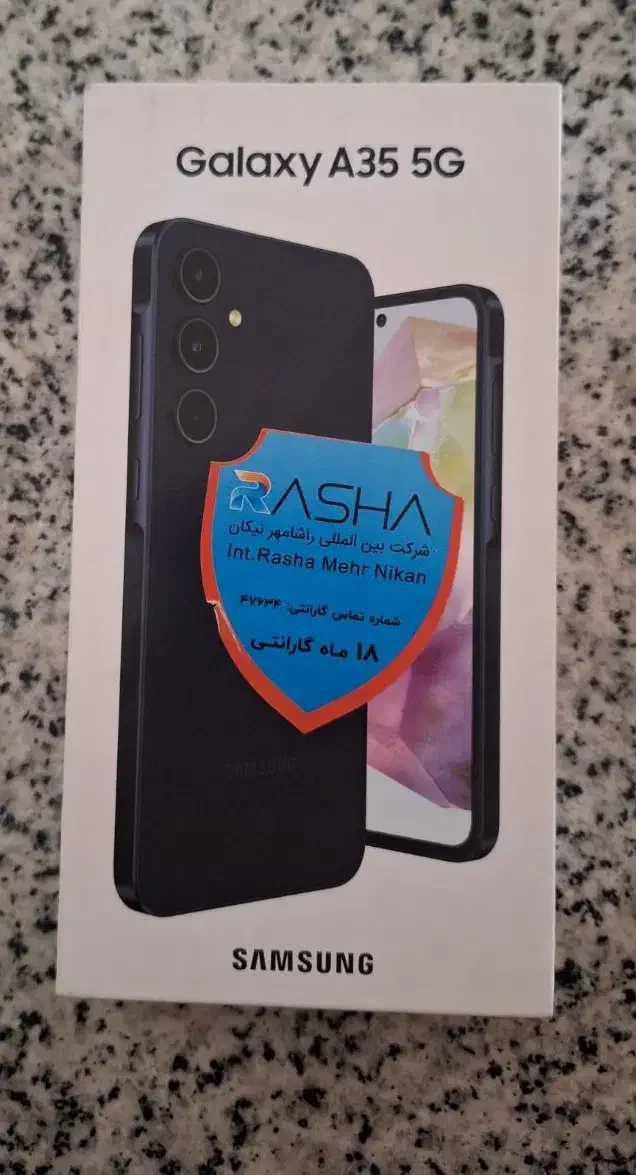 Galaxy A35 5G
RASHA
شرکت بین المللی راشامهر نیکان
Int.Rasha Mehr Nikan
شماره تماس گارانتی: ۴۷۶۳۴
۱۸ ماه گارانتی
SAMSUNG
SAMSUNG